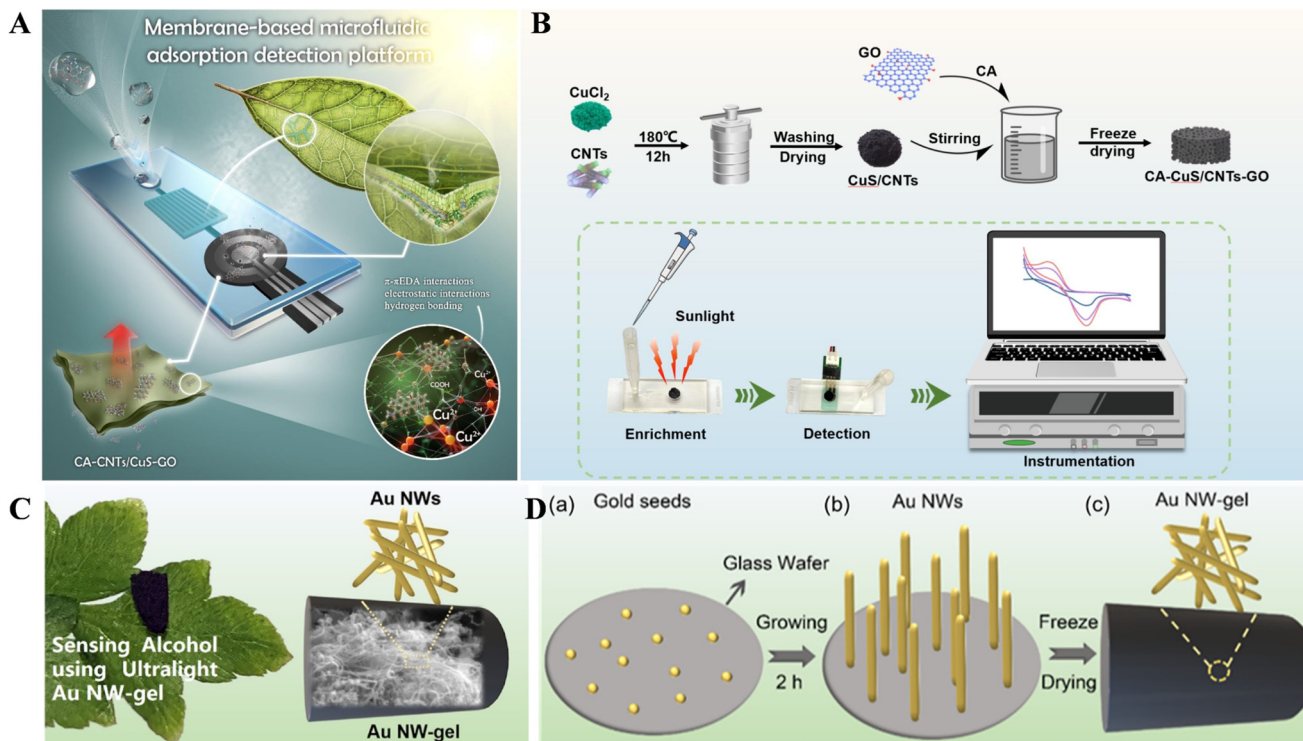 A
Membrane-based microfluidic
adsorption detection platform
π-πEDA interactions
electrostatic interactions
hydrogen bonding
COOH
Cu²⁺
Cu²⁺
Cu²⁺
CA-CNTs/CuS-GO
B
GO
CA
CuCl₂
CNTs
180℃
12h
Washing
Drying
CuS/CNTs
Stirring
Freeze
drying
CA-CuS/CNTs-GO
Sunlight
Enrichment
Detection
Instrumentation
C
Au NWs
Sensing Alcohol
using Ultralight
Au NW-gel
Au NW-gel
D
(a)
Gold seeds
Glass Wafer
Growing
2 h
(b)
Au NWs
Freeze
Drying
(c)
Au NW-gel